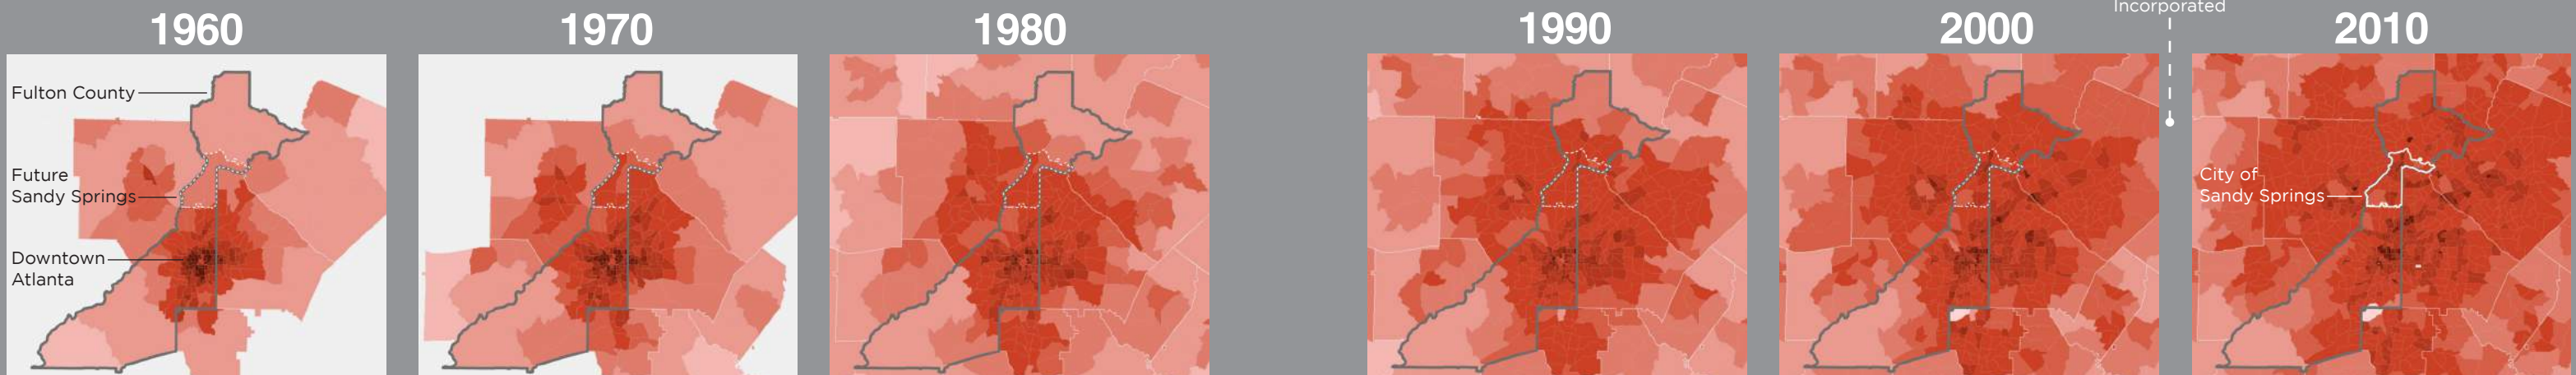 Incorporated
1960
1970
1980
1990
2000
2010
Fulton County
Future
Sandy Springs
Downtown
Atlanta
City of
Sandy Springs